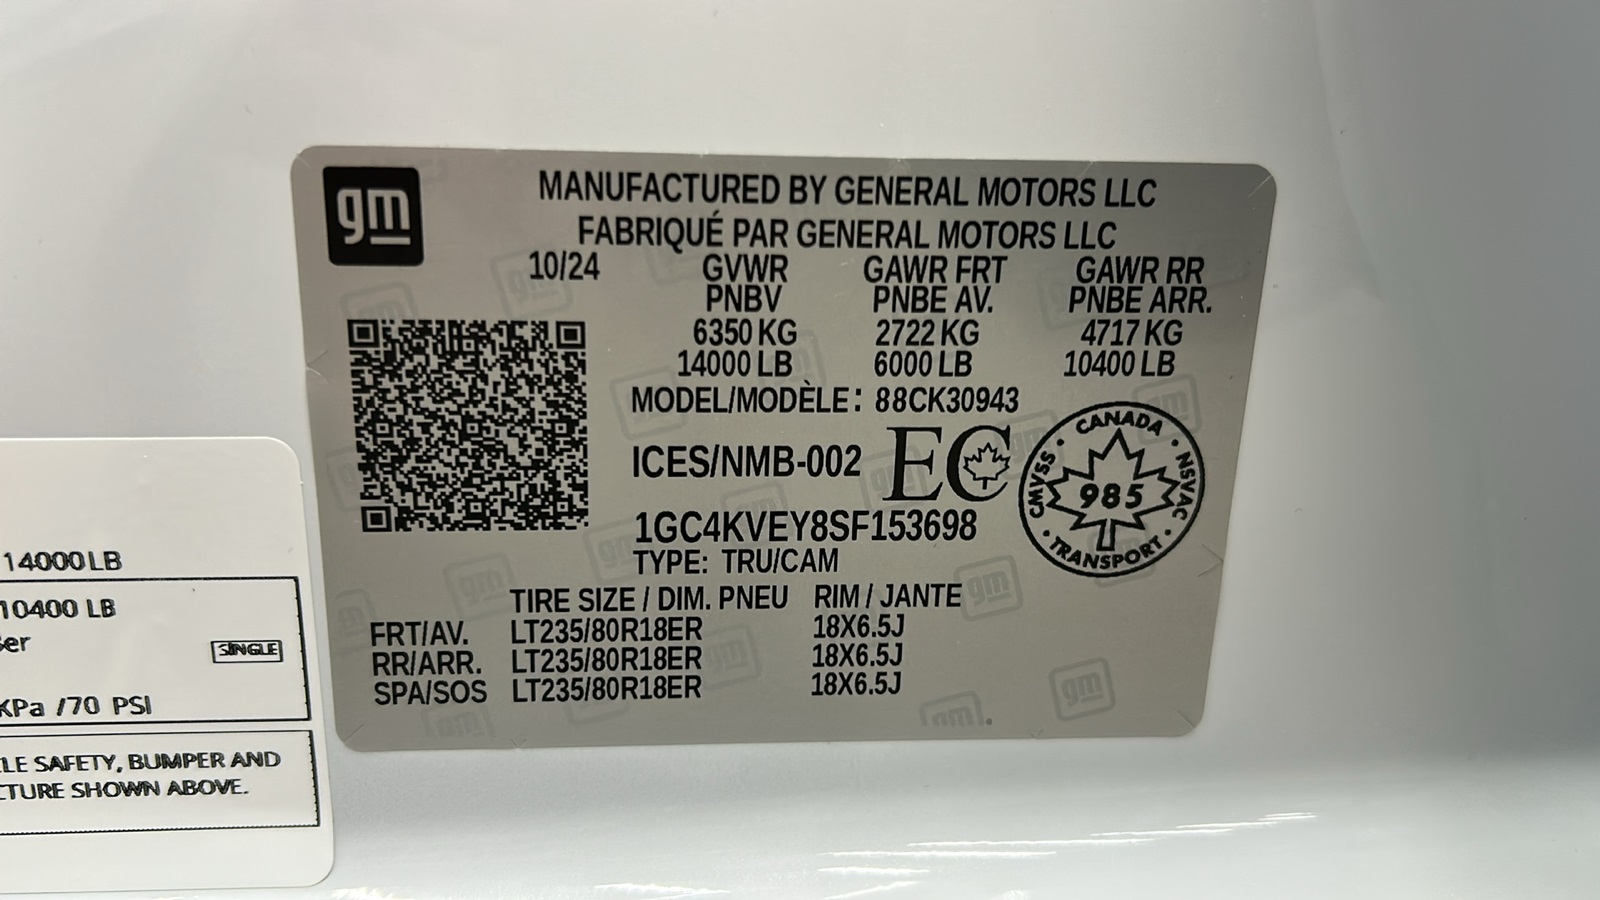 gm
MANUFACTURED BY GENERAL MOTORS LLC
FABRIQUÉ PAR GENERAL MOTORS LLC
10/24 GVWR GAWR FRT GAWR RR
PNBV PNBE AV. PNBE ARR.
6350 KG 2722 KG 4717 KG
14000 LB 6000 LB 10400 LB
MODEL/MODÈLE: 88CK30943
ICES/NMB-002 EC
1GC4KVEY8SF153698
TYPE: TRU/CAM
CANADA
CMVSS 985 NSVAC
TRANSPORT
TIRE SIZE / DIM. PNEU RIM / JANTE
FRT/AV. LT235/80R18ER 18X6.5J
RR/ARR. LT235/80R18ER 18X6.5J
SPA/SOS LT235/80R18ER 18X6.5J
14000 LB
10400 LB
SINGLE
KPa /70 PSI
LE SAFETY, BUMPER AND
CTURE SHOWN ABOVE.